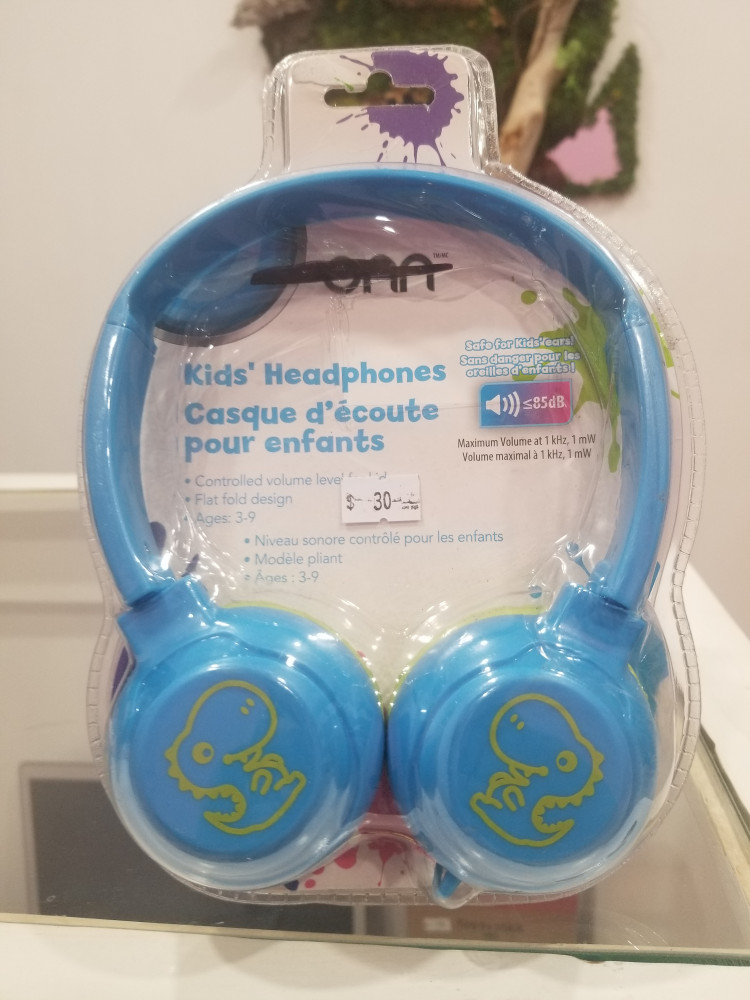 onn TM/MC
Safe for Kids' ears!
Sans danger pour les
oreilles d'enfants !
≤85dB
Maximum Volume at 1 kHz, 1 mW
Volume maximal à 1 kHz, 1 mW
Kids' Headphones
Casque d'écoute
pour enfants
• Controlled volume level for
• Flat fold design
• Ages: 3-9
$ 30
• Niveau sonore contrôlé pour les enfants
• Modèle pliant
• Âges : 3-9